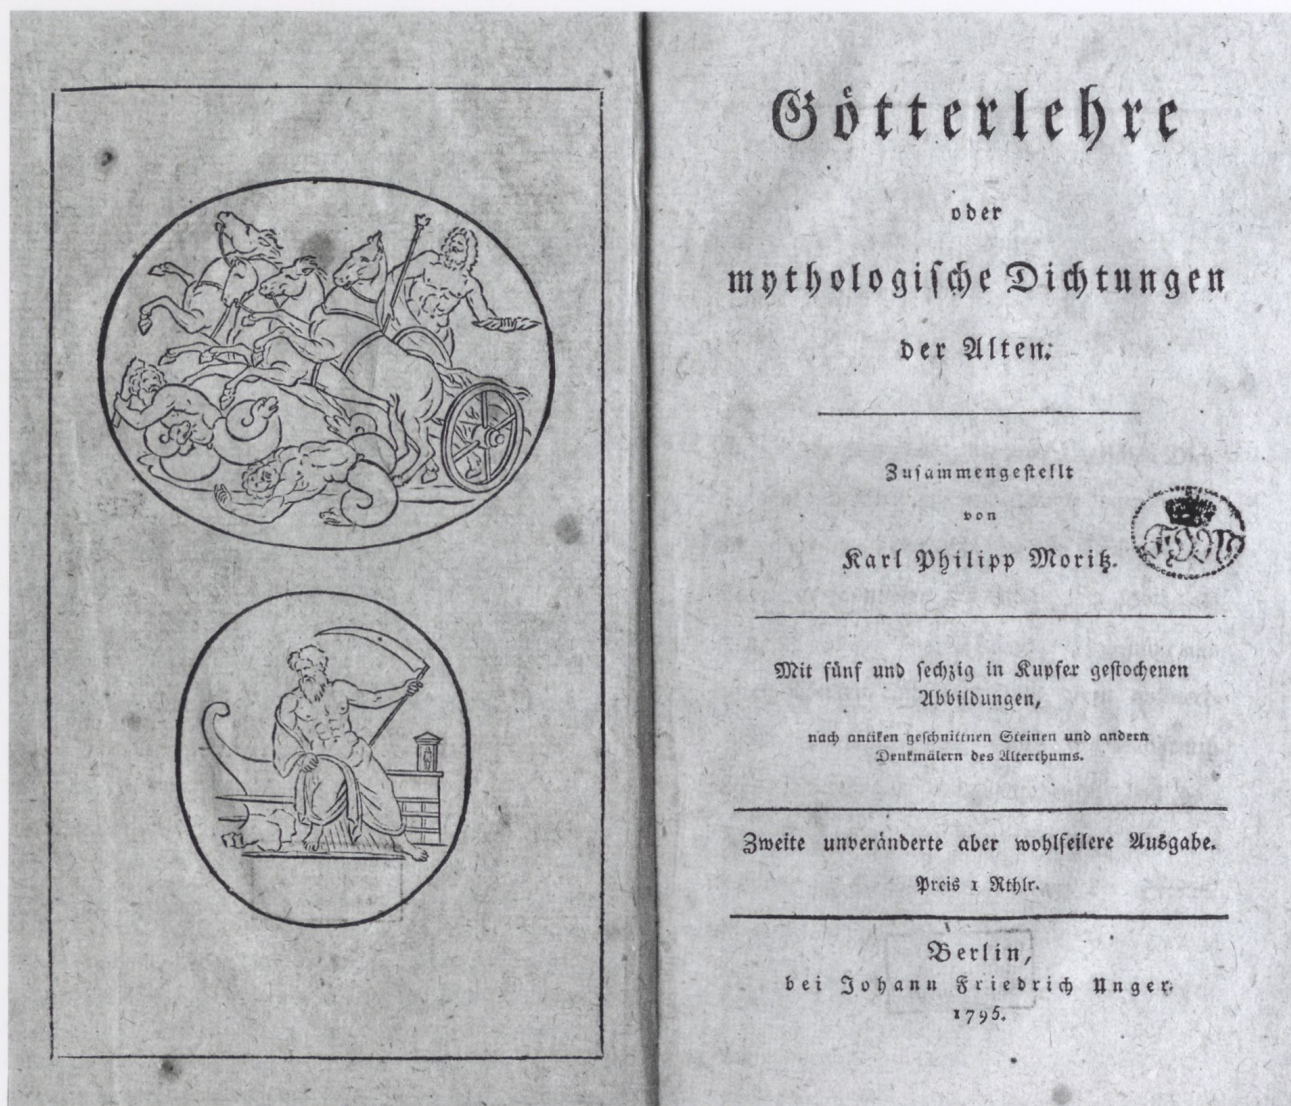 Götterlehre
oder
mythologische Dichtungen
der Alten.
Zusammengestellt
von
Karl Philipp Moritz.
Mit fünf und sechzig in Kupfer gestochenen
Abbildungen,
nach antiken geschnittnen Steinen und andern
Denkmälern des Alterthums.
Zweite unveränderte aber wohlfeilere Ausgabe.
Preis 1 Rthlr.
Berlin,
bei Johann Friedrich Unger.
1795.